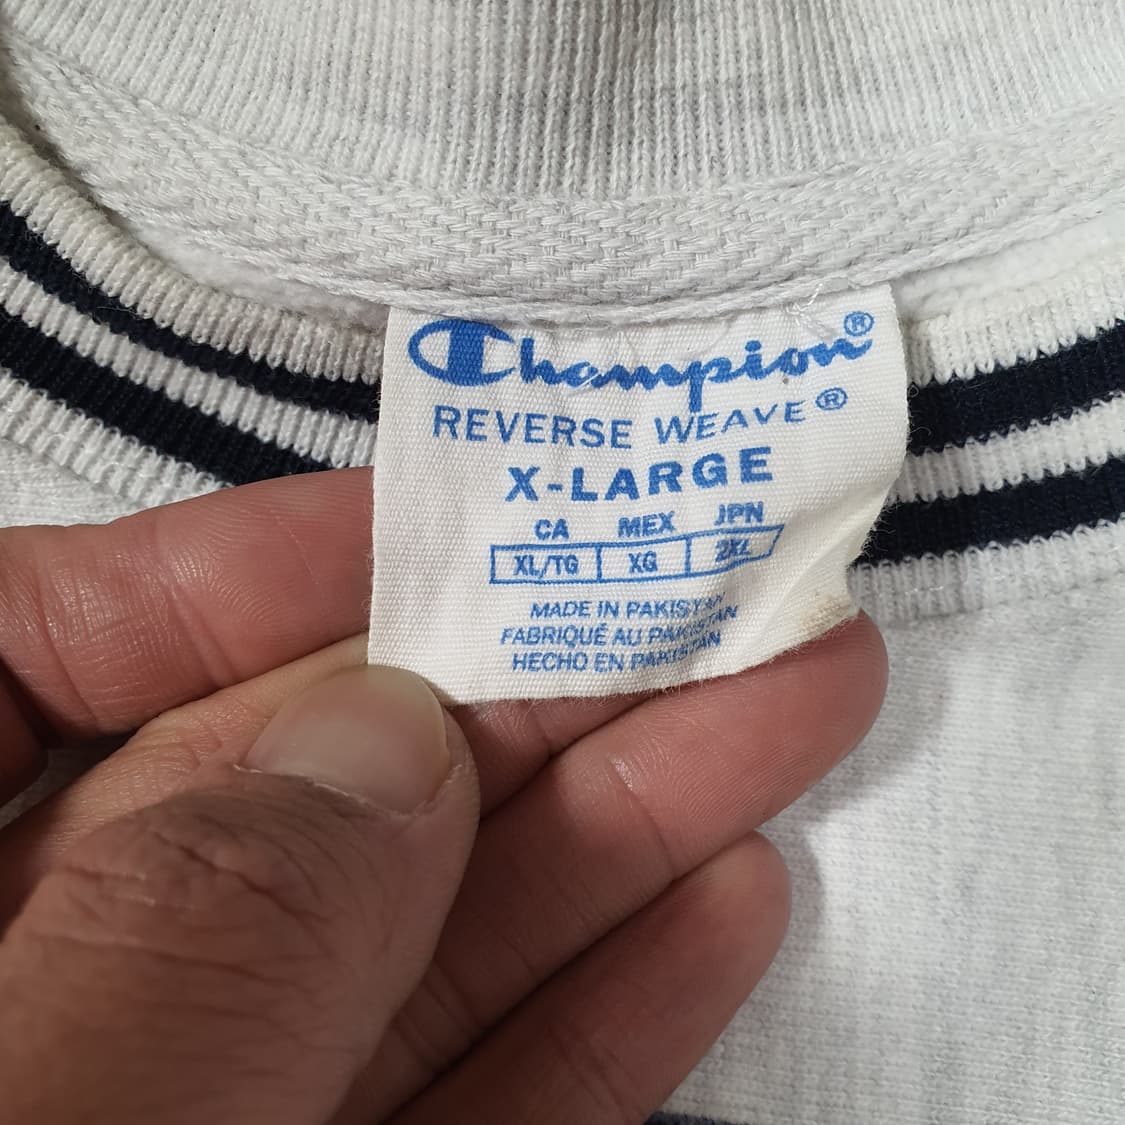 Champion®
REVERSE WEAVE®
X-LARGE
CA MEX JPN
XL/TG XG 2XL
MADE IN PAKISTAN
FABRIQUÉ AU PAKISTAN
HECHO EN PAKISTAN